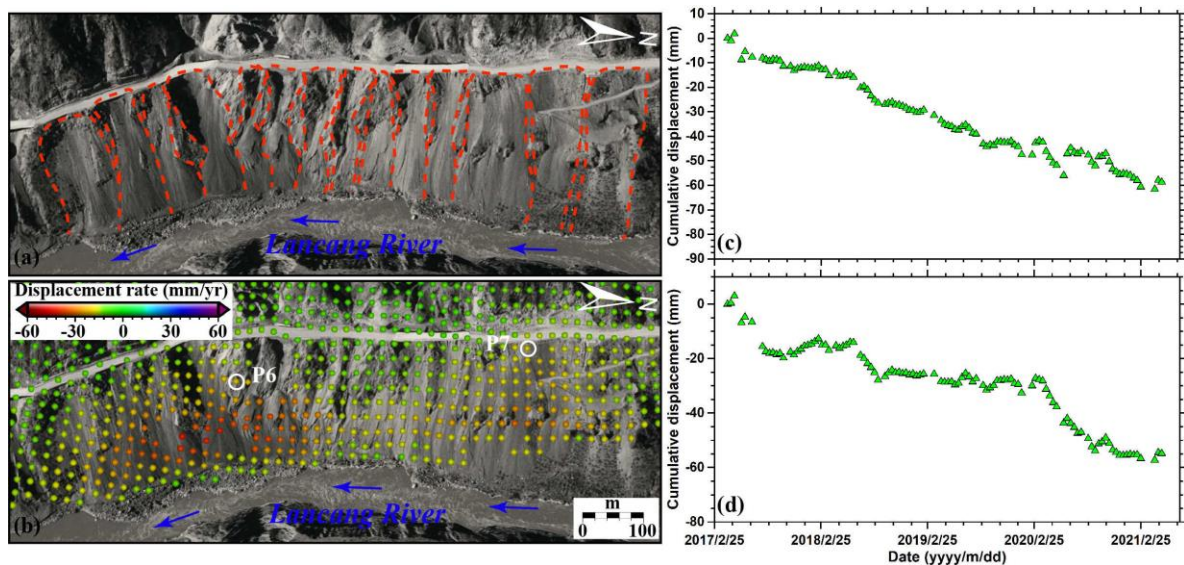 N
Lancang River
(a)
Displacement rate (mm/yr)
-60 -30 0 30 60
N
P7
P6
Lancang River
(b)
m
0 100
10
0
-10
-20
-30
-40
-50
-60
-70
-80
-90
Cumulative displacement (mm)
(c)
0
-20
-40
-60
-80
Cumulative displacement (mm)
(d)
2017/2/25 2018/2/25 2019/2/25 2020/2/25 2021/2/25
Date (yyyy/m/dd)